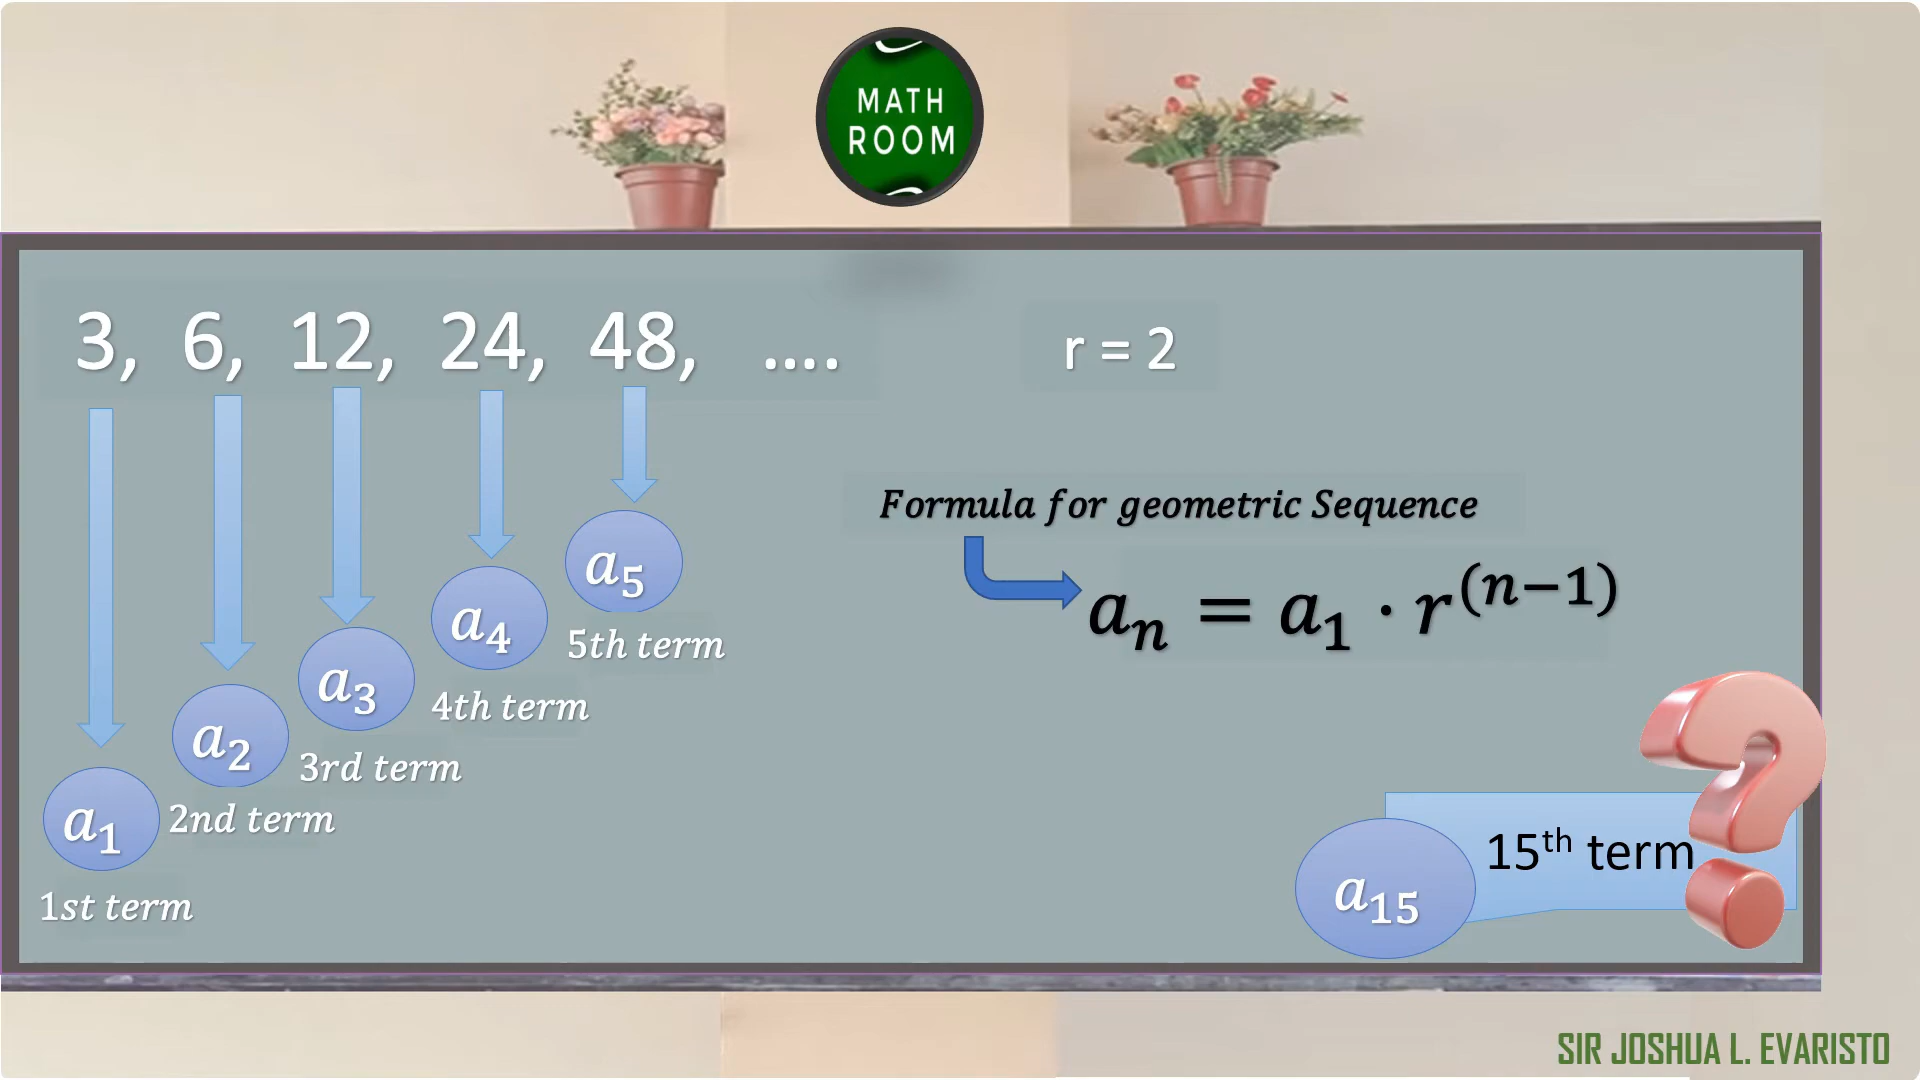 MATH
ROOM
3, 6, 12, 24, 48, ....
r = 2
Formula for geometric Sequence
aₙ = a₁ · r⁽ⁿ⁻¹⁾
a₅
5th term
a₄
4th term
a₃
3rd term
a₂
2nd term
a₁
1st term
15ᵗʰ term
?
a₁₅
SIR JOSHUA L. EVARISTO